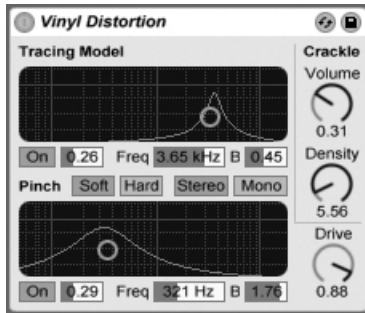 Vinyl Distortion
Tracing Model
On 0.26 Freq 3.65 kHz B 0.45
Pinch Soft Hard Stereo Mono
On 0.29 Freq 321 Hz B 1.76
Crackle
Volume
0.31
Density
5.56
Drive
0.88